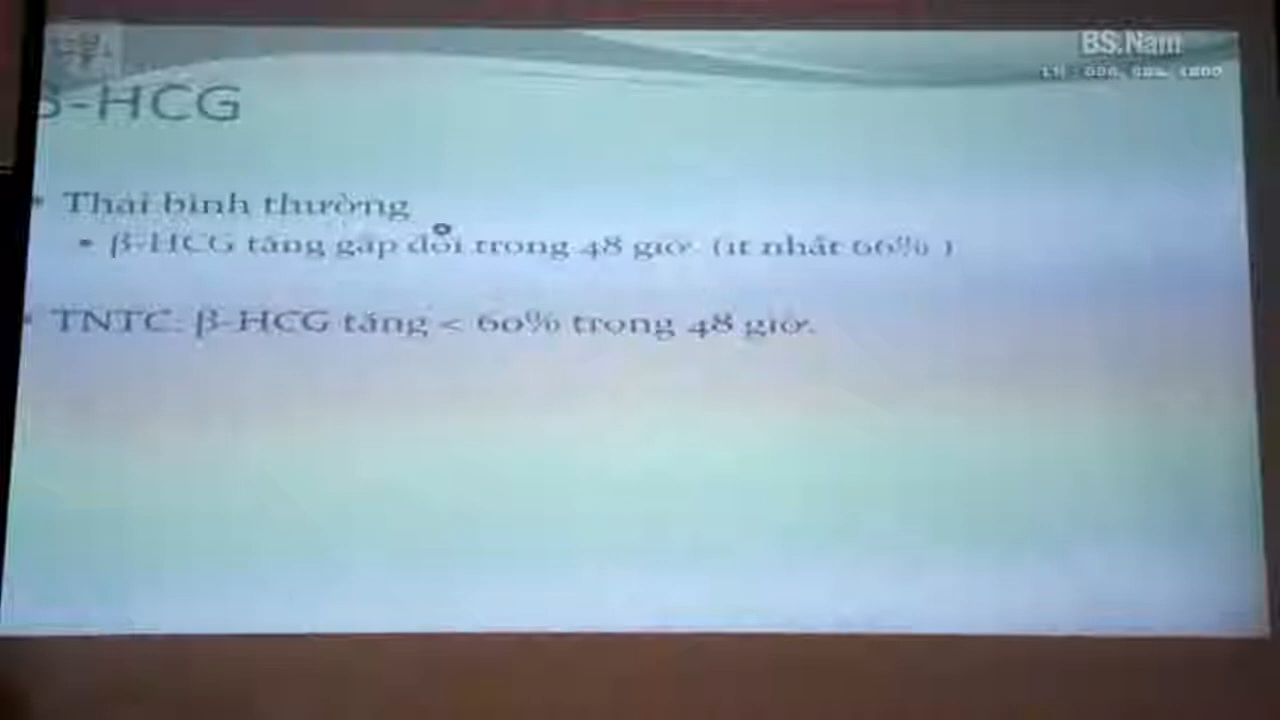 BS.Nam
β-HCG
• Thai bình thường
• β-HCG tăng gấp đôi trong 48 giờ (ít nhất 66% )
• TNTC: β-HCG tăng < 60% trong 48 giờ.